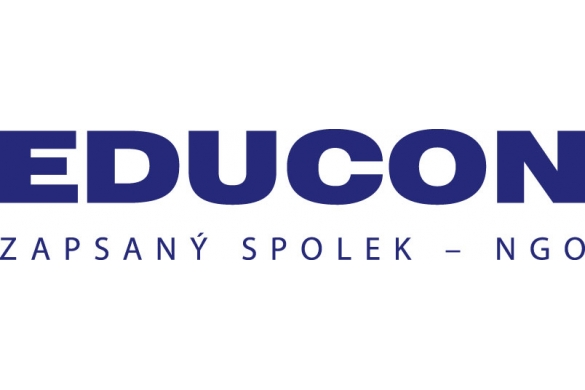 EDUCON
ZAPSANÝ SPOLEK – NGO